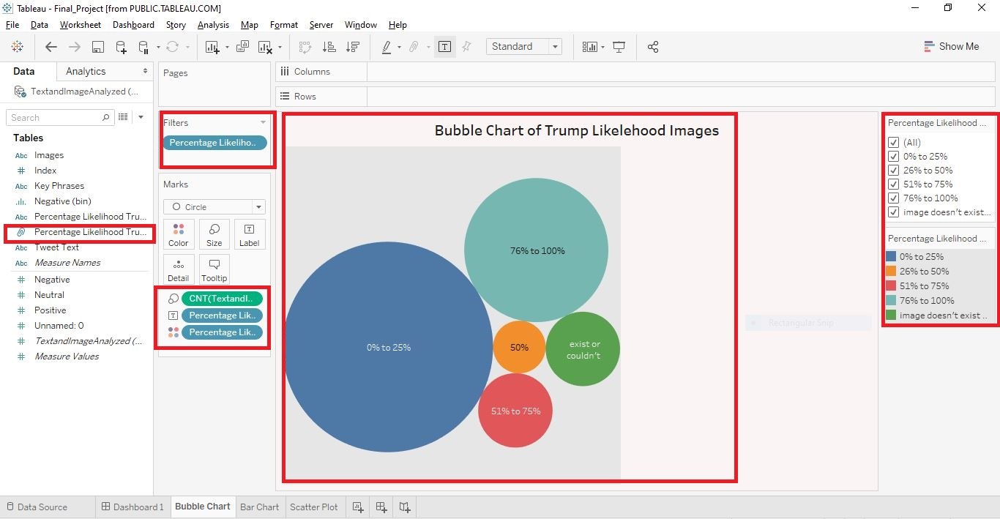 Tableau - Final_Project [from PUBLIC.TABLEAU.COM]
File Data Worksheet Dashboard Story Analysis Map Format Server Window Help
Standard
Show Me
Data
Analytics
TextandImageAnalyzed (...
Search
Tables
Abc Images
# Index
Abc Key Phrases
Negative (bin)
Abc Percentage Likelihood Tru...
Percentage Likelihood Tru...
Abc Tweet Text
Abc Measure Names
# Negative
# Neutral
# Positive
# Unnamed: 0
# TextandImageAnalyzed (...
# Measure Values
Pages
Filters
Percentage Likeliho..
Marks
Circle
Color Size Label
Detail Tooltip
CNT(TextandI..
Percentage Lik..
Percentage Lik..
Columns
Rows
Bubble Chart of Trump Likelehood Images
76% to 100%
0% to 25%
50%
exist or
couldn't
51% to 75%
Rectangular Snip
Percentage Likelihood ...
(All)
0% to 25%
26% to 50%
51% to 75%
76% to 100%
image doesn't exist...
Percentage Likelihood ...
0% to 25%
26% to 50%
51% to 75%
76% to 100%
image doesn't exist ..
Data Source
Dashboard 1
Bubble Chart
Bar Chart
Scatter Plot